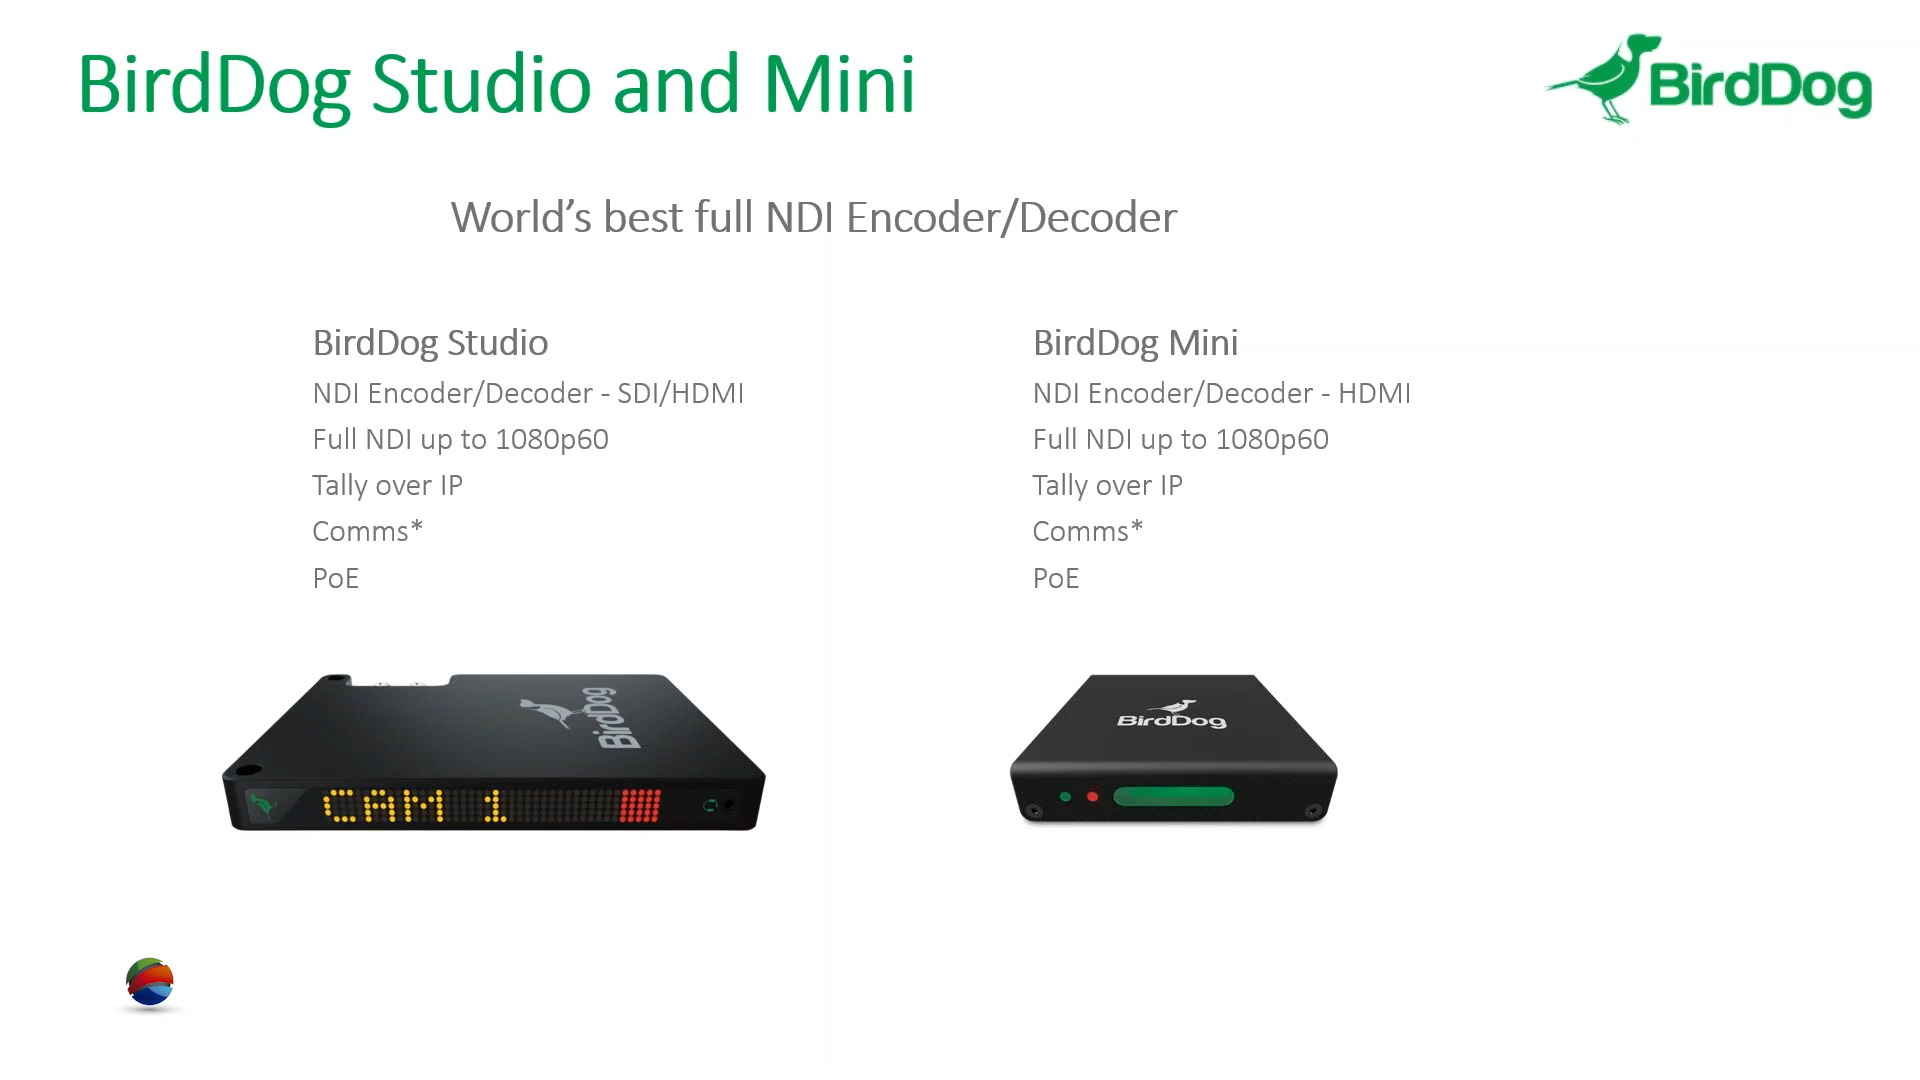 BirdDog Studio and Mini
BirdDog
World’s best full NDI Encoder/Decoder
BirdDog Studio
NDI Encoder/Decoder - SDI/HDMI
Full NDI up to 1080p60
Tally over IP
Comms*
PoE
BirdDog Mini
NDI Encoder/Decoder - HDMI
Full NDI up to 1080p60
Tally over IP
Comms*
PoE
BirdDog
CAM 1
BirdDog